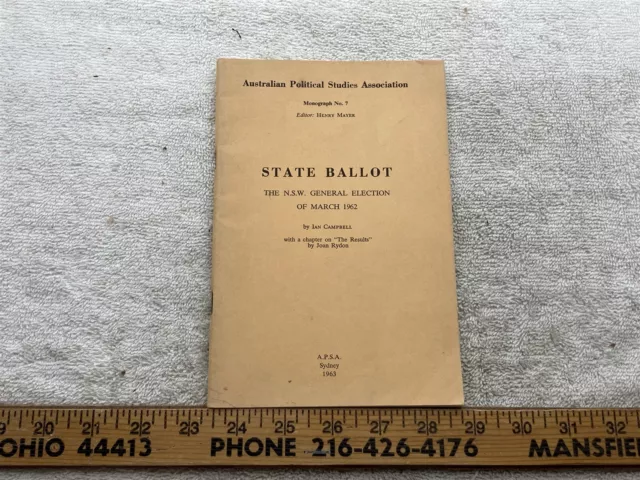 Australian Political Studies Association
Monograph No. 7
Editor: HENRY MAYER
STATE BALLOT
THE N.S.W. GENERAL ELECTION
OF MARCH 1962
by IAN CAMPBELL
with a chapter on "The Results"
by Joan Rydon
A.P.S.A.
Sydney
1963
20 21 22 23 24 25 26 27 28 29 30 31 32
OHIO 44413 PHONE 216-426-4176 MANSFIE